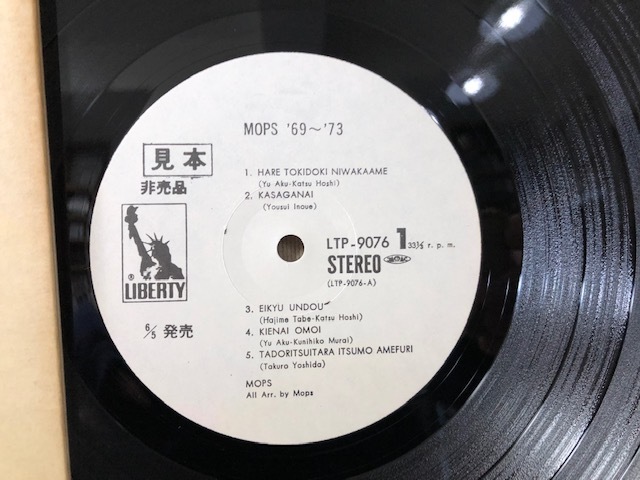 MOPS '69～'73
見本
非売品
1. HARE TOKIDOKI NIWAKAAME
(Yu Aku-Katsu Hoshi)
2. KASAGANAI
(Yousui Inoue)
LTP-9076 1 33⅓ r. p. m.
STEREO
(LTP-9076-A)
® LIBERTY
6/5 発売
3. EIKYU UNDOU
(Hajime Tabe-Katsu Hoshi)
4. KIENAI OMOI
(Yu Aku-Kunihiko Murai)
5. TADORITSUITARA ITSUMO AMEFURI
(Takuro Yoshida)
MOPS
All Arr. by Mops